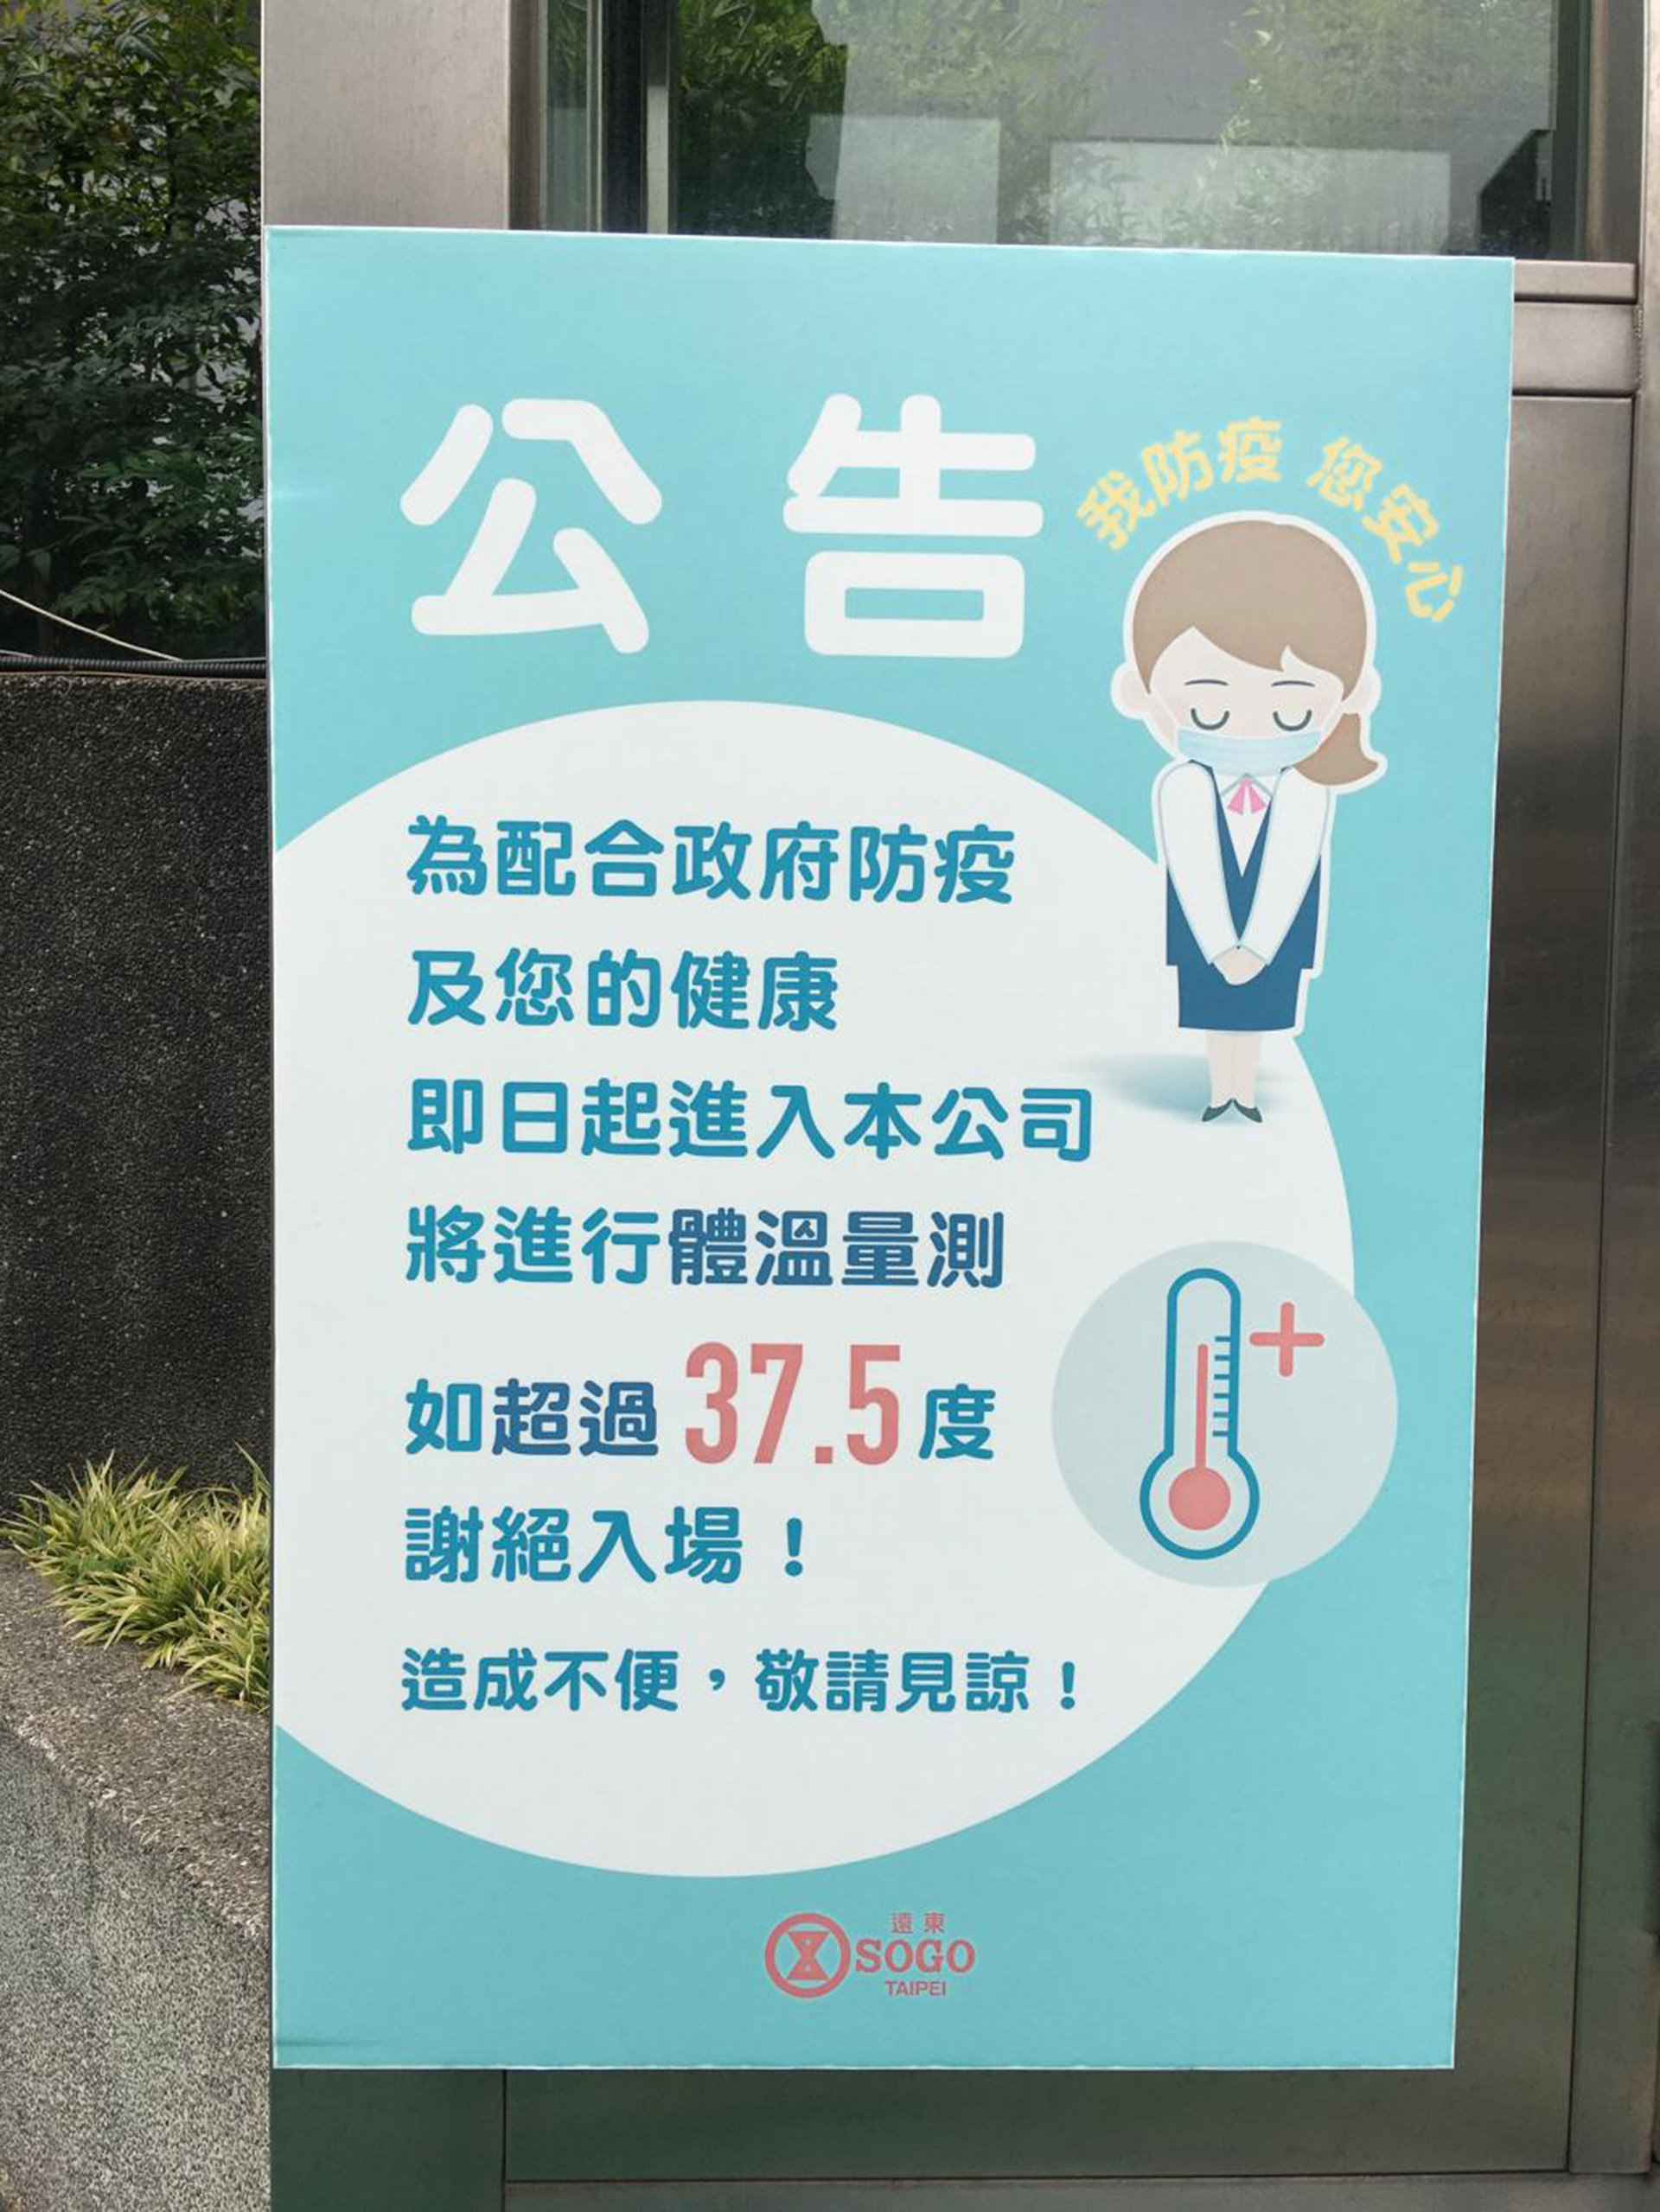 公告
我防疫 您安心
為配合政府防疫
及您的健康
即日起進入本公司
將進行體溫量測
如超過37.5度
謝絕入場！
造成不便，敬請見諒！
遠東
SOGO
TAIPEI